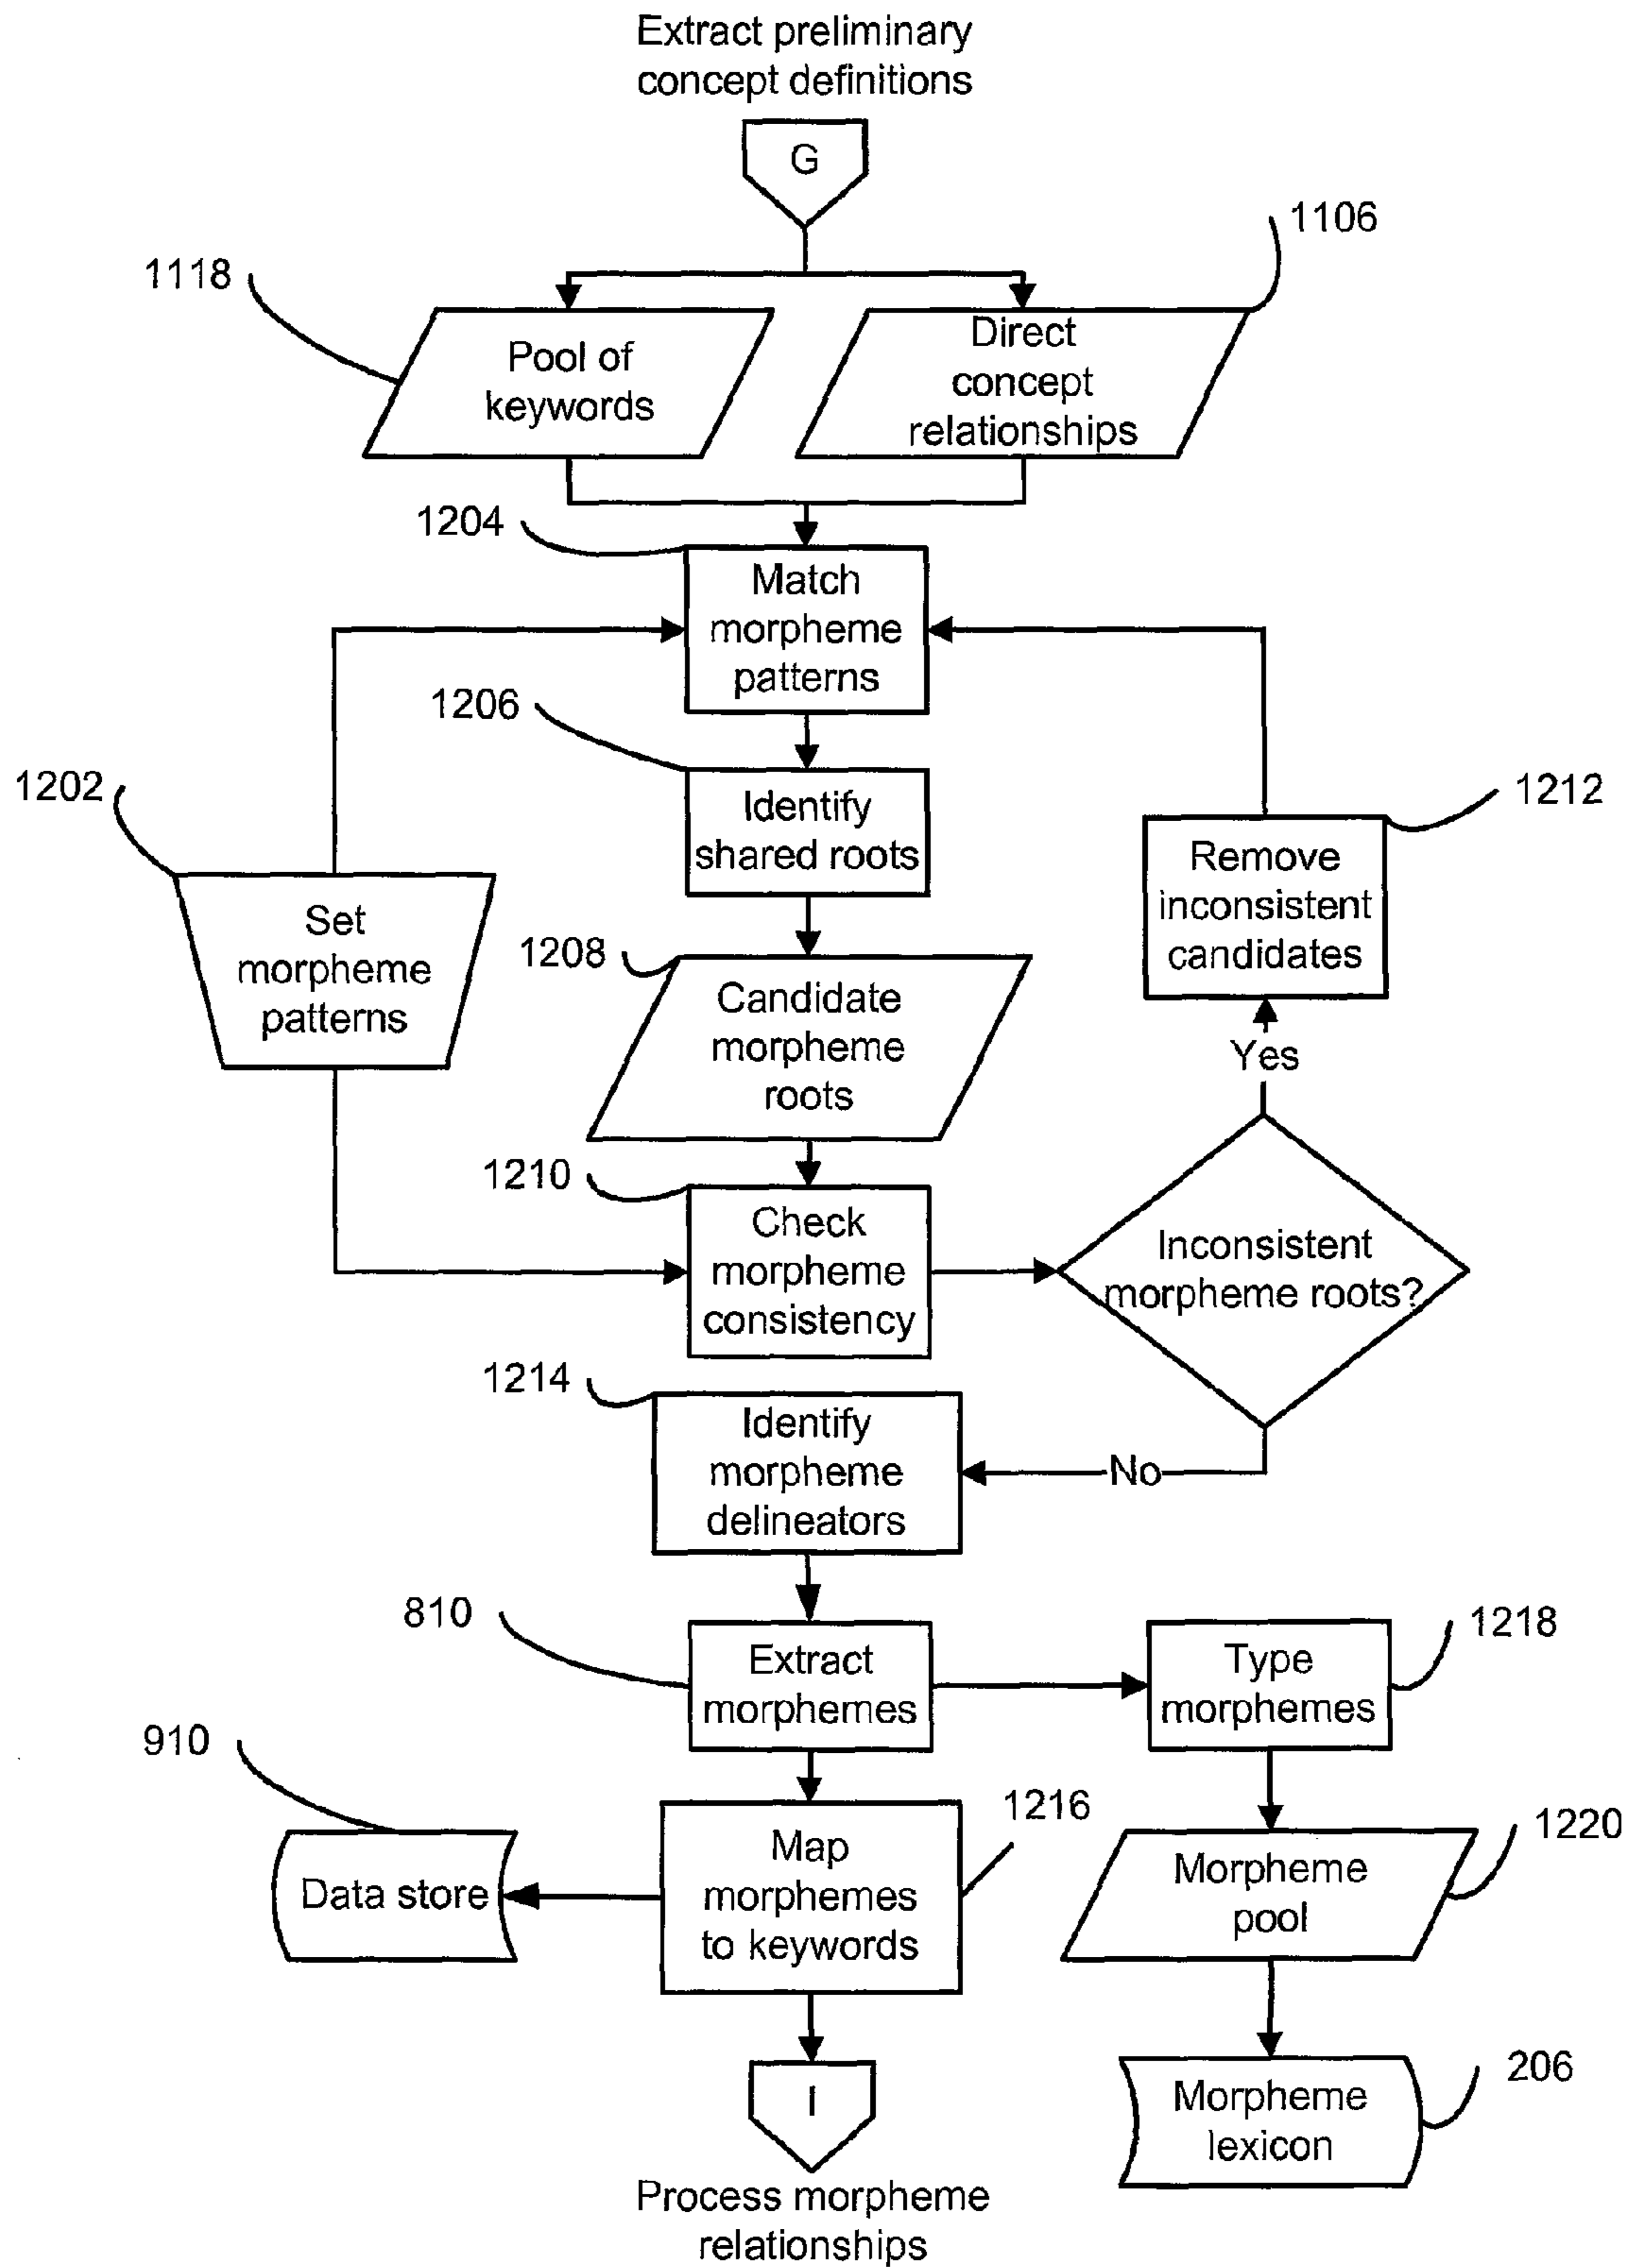 Extract preliminary
concept definitions
G
1106
1118
Pool of
keywords
Direct
concept
relationships
1204
Match
morpheme
patterns
1206
1202
Identify
shared roots
1212
Remove
inconsistent
candidates
Set
morpheme
patterns
1208
Candidate
morpheme
roots
Yes
1210
Check
morpheme
consistency
Inconsistent
morpheme roots?
1214
Identify
morpheme
delineators
No
810
Extract
morphemes
1218
Type
morphemes
910
Data store
1216
Map
morphemes
to keywords
1220
Morpheme
pool
I
206
Morpheme
lexicon
Process morpheme
relationships